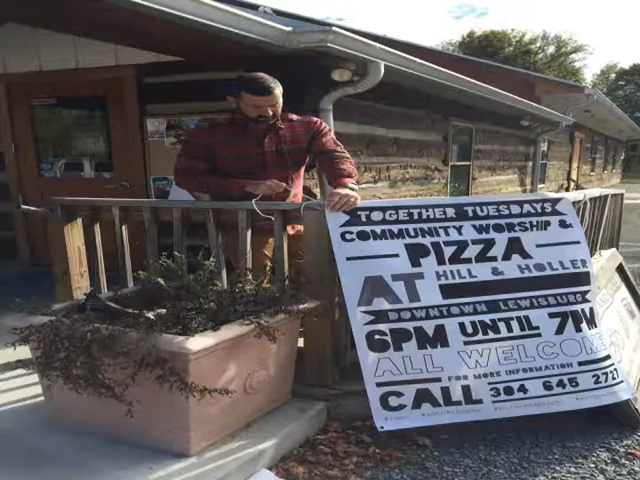 TOGETHER TUESDAYS
COMMUNITY WORSHIP &
PIZZA
AT HILL & HOLLER
DOWNTOWN LEWISBURG
6PM UNTIL 7PM
ALL WELCOME
FOR MORE INFORMATION
CALL 304 645 2727